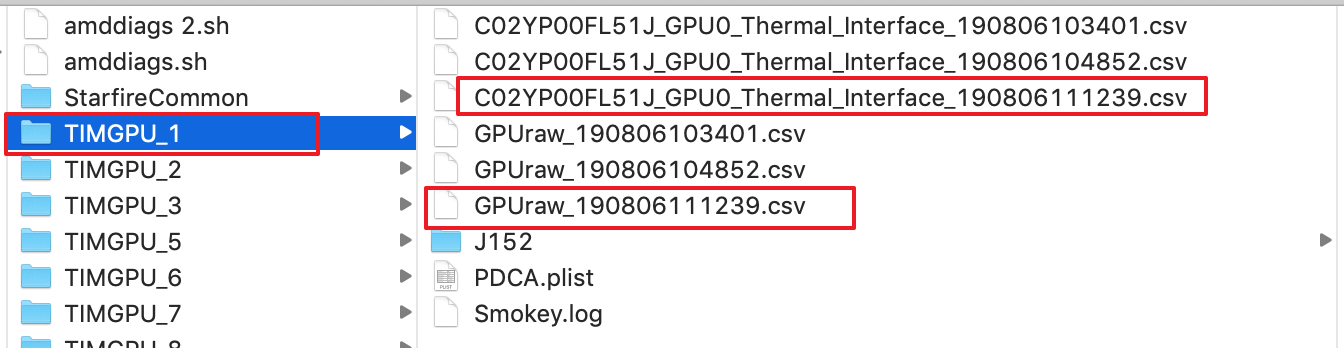 amddiags 2.sh
amddiags.sh
StarfireCommon
TIMGPU_1
TIMGPU_2
TIMGPU_3
TIMGPU_5
TIMGPU_6
TIMGPU_7
TIMGPU_8
C02YP00FL51J_GPU0_Thermal_Interface_190806103401.csv
C02YP00FL51J_GPU0_Thermal_Interface_190806104852.csv
C02YP00FL51J_GPU0_Thermal_Interface_190806111239.csv
GPUraw_190806103401.csv
GPUraw_190806104852.csv
GPUraw_190806111239.csv
J152
PDCA.plist
Smokey.log